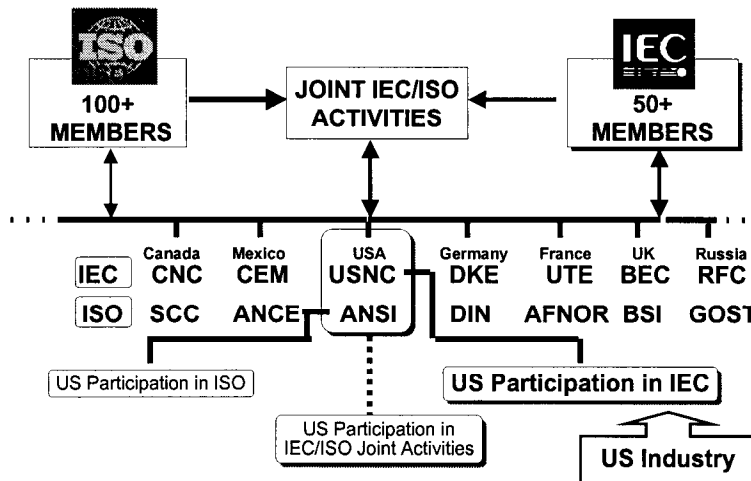 ISO
IEC
100+
MEMBERS
JOINT IEC/ISO
ACTIVITIES
50+
MEMBERS
Canada Mexico USA Germany France UK Russia
IEC CNC CEM USNC DKE UTE BEC RFC
ISO SCC ANCE ANSI DIN AFNOR BSI GOST
US Participation in ISO
US Participation in IEC
US Participation in
IEC/ISO Joint Activities
US Industry